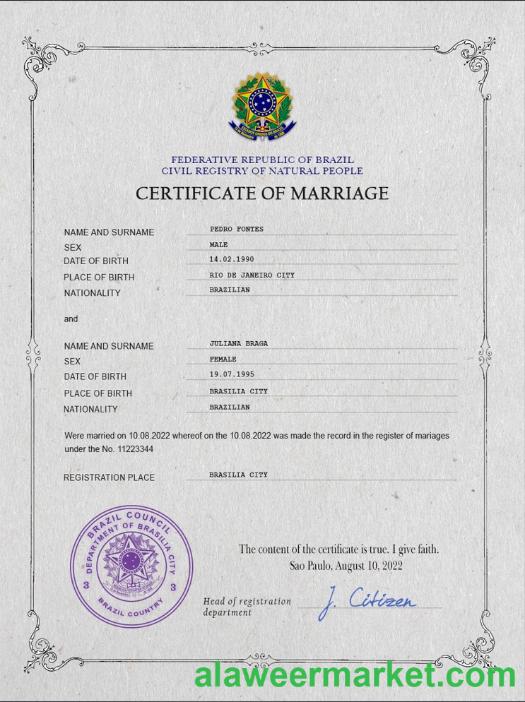 FEDERATIVE REPUBLIC OF BRAZIL
CIVIL REGISTRY OF NATURAL PEOPLE
CERTIFICATE OF MARRIAGE
NAME AND SURNAME PEDRO FONTES
SEX MALE
DATE OF BIRTH 14.02.1990
PLACE OF BIRTH RIO DE JANEIRO CITY
NATIONALITY BRAZILIAN
and
NAME AND SURNAME JULIANA BRAGA
SEX FEMALE
DATE OF BIRTH 19.07.1995
PLACE OF BIRTH BRASILIA CITY
NATIONALITY BRAZILIAN
Were married on 10.08.2022 whereof on the 10.08.2022 was made the record in the register of mariages
under the No. 11223344
REGISTRATION PLACE BRASILIA CITY
BRAZIL COUNCIL
DEPARTMENT OF BRASILIA CITY
3 3
BRAZIL COUNTRY
The content of the certificate is true. I give faith.
Sao Paulo, August 10, 2022
Head of registration
department
J. Citizen
alaweermarket.com